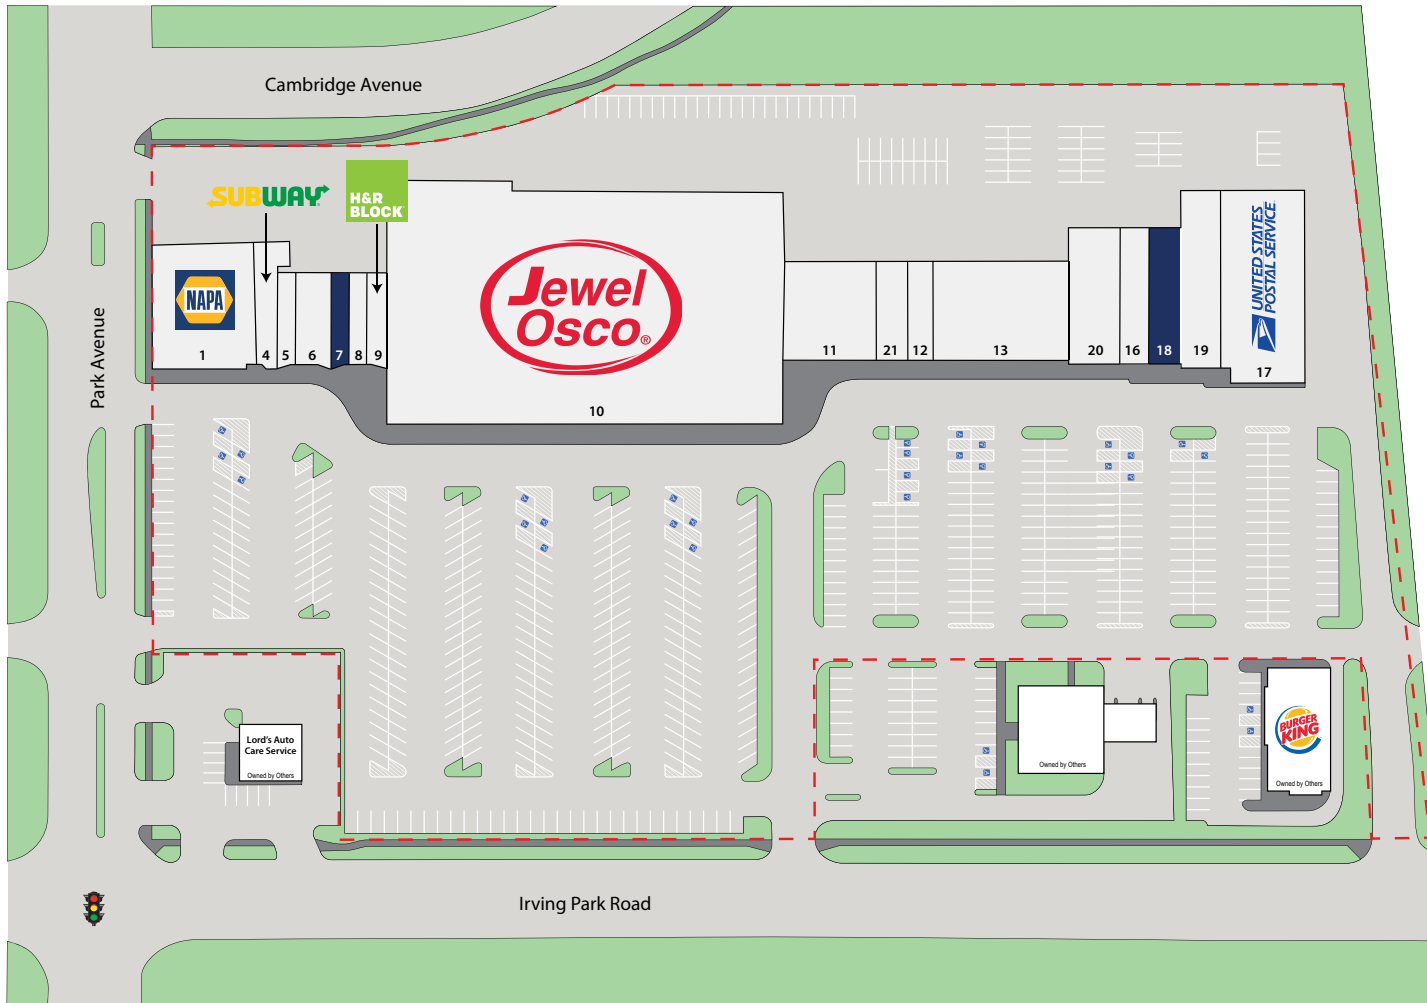 Cambridge Avenue
SUBWAY
H&R
BLOCK
NAPA
Jewel
Osco®
UNITED STATES
POSTAL SERVICE
1
4
5
6
7
8
9
10
11
21
12
13
20
16
18
19
17
Park Avenue
Lord's Auto
Care Service
Owned by Others
Owned by Others
BURGER
KING
Owned by Others
Irving Park Road